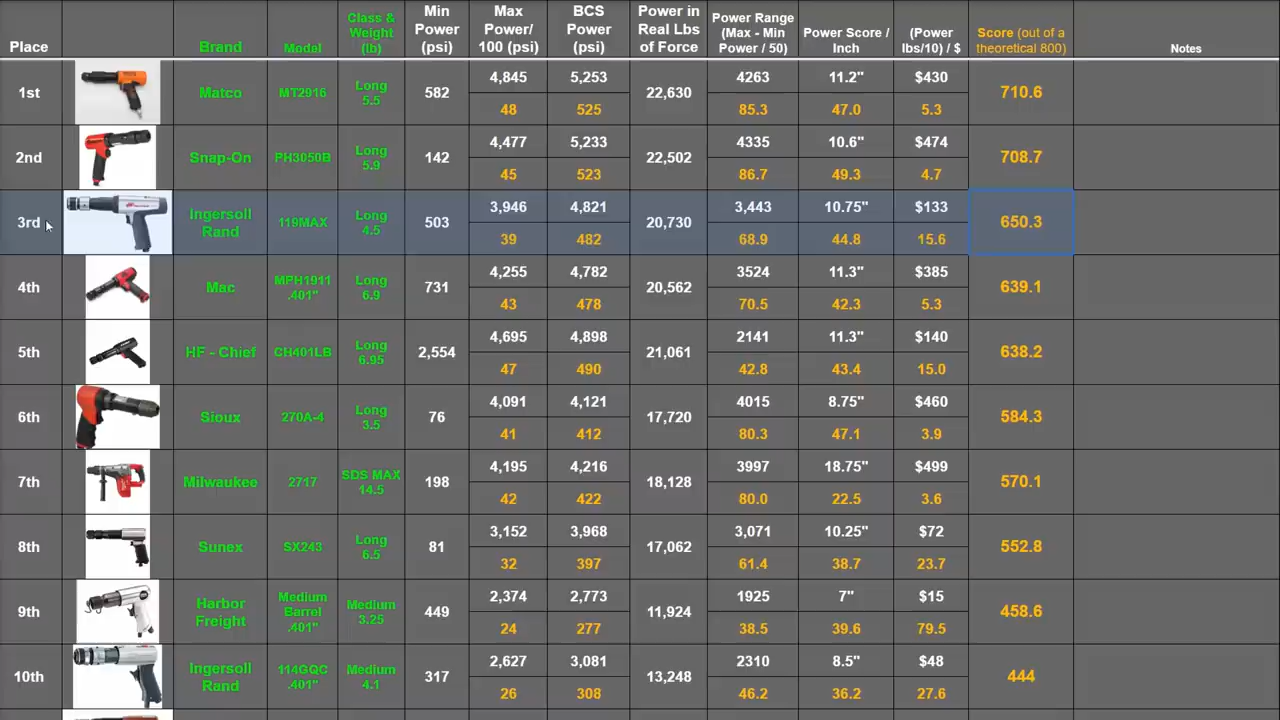 Place Brand Model Class & Weight (lb) Min Power (psi) Max Power/ 100 (psi) BCS Power (psi) Power in Real Lbs of Force Power Range (Max - Min Power / 50) Power Score / Inch (Power lbs/10) / $ Score (out of a theoretical 800) Notes
1st Matco MT2916 Long 5.5 582 4,845 5,253 22,630 4263 11.2" $430 710.6
48 525 85.3 47.0 5.3
2nd Snap-On PH3050B Long 5.9 142 4,477 5,233 22,502 4335 10.6" $474 708.7
45 523 86.7 49.3 4.7
3rd Ingersoll Rand 119MAX Long 4.5 503 3,946 4,821 20,730 3,443 10.75" $133 650.3
39 482 68.9 44.8 15.6
4th Mac MPH1911 .401" Long 6.9 731 4,255 4,782 20,562 3524 11.3" $385 639.1
43 478 70.5 42.3 5.3
5th HF - Chief CH401LB Long 6.95 2,554 4,695 4,898 21,061 2141 11.3" $140 638.2
47 490 42.8 43.4 15.0
6th Sioux 270A-4 Long 3.5 76 4,091 4,121 17,720 4015 8.75" $460 584.3
41 412 80.3 47.1 3.9
7th Milwaukee 2717 SDS MAX 14.5 198 4,195 4,216 18,128 3997 18.75" $499 570.1
42 422 80.0 22.5 3.6
8th Sunex SX243 Long 6.5 81 3,152 3,968 17,062 3,071 10.25" $72 552.8
32 397 61.4 38.7 23.7
9th Harbor Freight Medium Barrel .401" Medium 3.25 449 2,374 2,773 11,924 1925 7" $15 458.6
24 277 38.5 39.6 79.5
10th Ingersoll Rand 114GQC .401" Medium 4.1 317 2,627 3,081 13,248 2310 8.5" $48 444
26 308 46.2 36.2 27.6